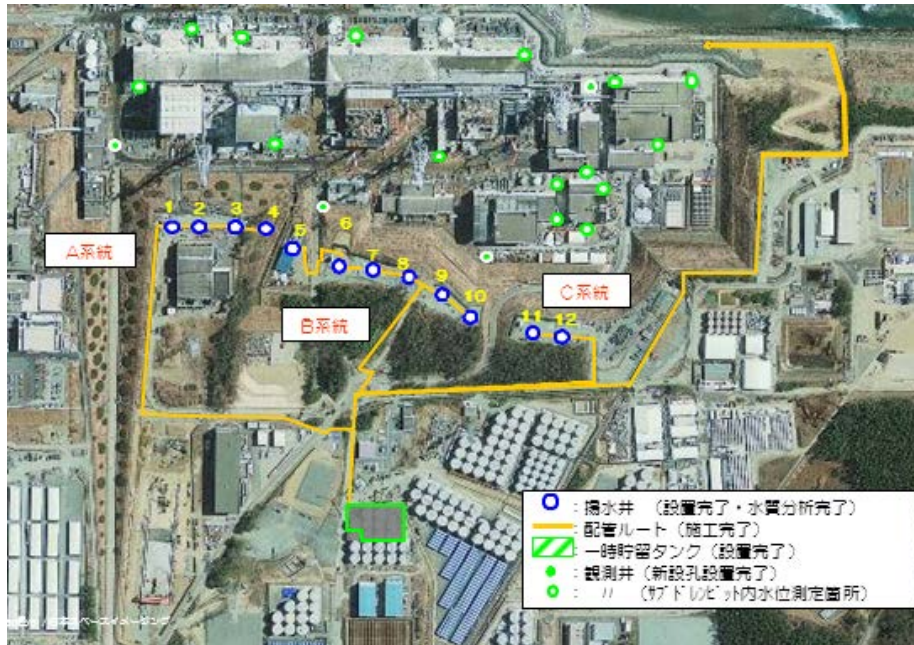 1 2 3 4
A系統
5
6
7
8
9
10
B系統
C系統
11 12
:揚水井 (設置完了・水質分析完了)
:配管ルート(施工完了)
:一時貯留タンク(設置完了)
:観測井(新設孔設置完了)
: 〃 (サブドレンピット内水位測定箇所)